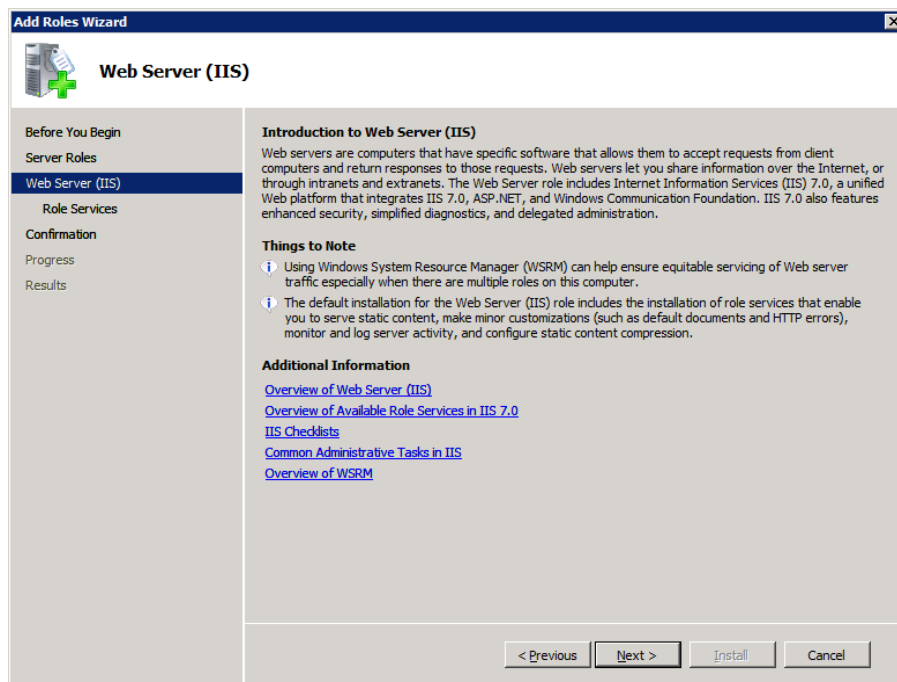 Add Roles Wizard
Web Server (IIS)
Before You Begin
Server Roles
Web Server (IIS)
Role Services
Confirmation
Progress
Results
Introduction to Web Server (IIS)
Web servers are computers that have specific software that allows them to accept requests from client
computers and return responses to those requests. Web servers let you share information over the Internet, or
through intranets and extranets. The Web Server role includes Internet Information Services (IIS) 7.0, a unified
Web platform that integrates IIS 7.0, ASP.NET, and Windows Communication Foundation. IIS 7.0 also features
enhanced security, simplified diagnostics, and delegated administration.
Things to Note
Using Windows System Resource Manager (WSRM) can help ensure equitable servicing of Web server
traffic especially when there are multiple roles on this computer.
The default installation for the Web Server (IIS) role includes the installation of role services that enable
you to serve static content, make minor customizations (such as default documents and HTTP errors),
monitor and log server activity, and configure static content compression.
Additional Information
Overview of Web Server (IIS)
Overview of Available Role Services in IIS 7.0
IIS Checklists
Common Administrative Tasks in IIS
Overview of WSRM
< Previous
Next >
Install
Cancel